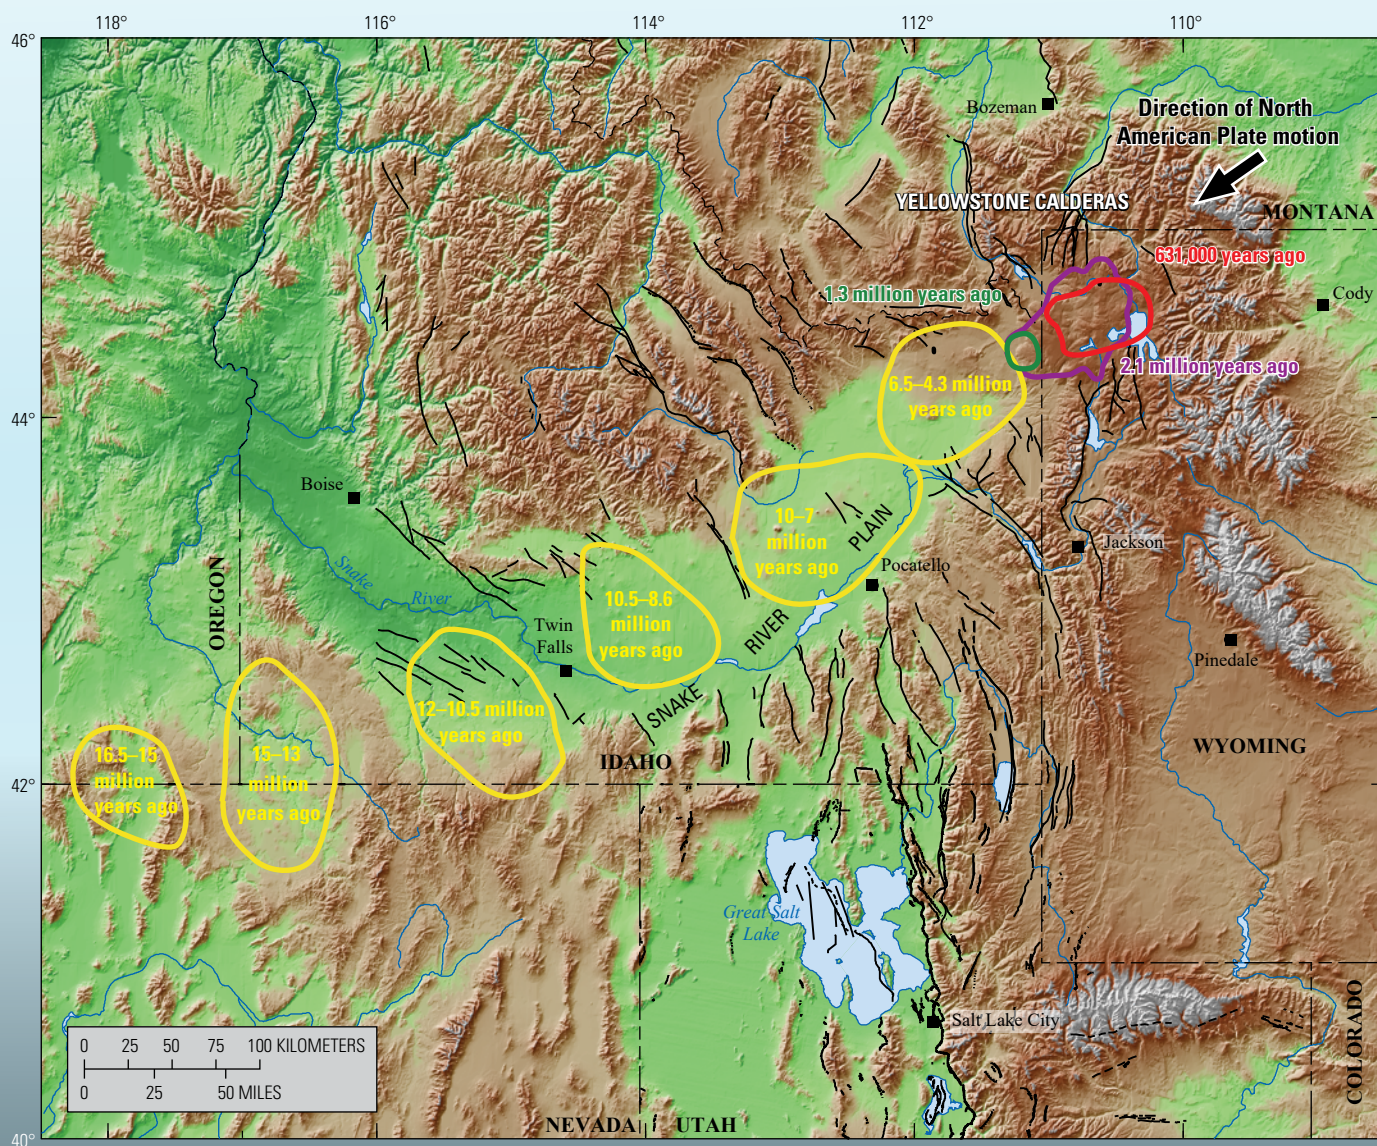 118°
116°
114°
112°
110°
46°
44°
42°
40°
Bozeman
Direction of North
American Plate motion
YELLOWSTONE CALDERAS
MONTANA
631,000 years ago
1.3 million years ago
Cody
2.1 million years ago
6.5–4.3 million
years ago
Boise
10–7
million
years ago
PLAIN
Jackson
Pocatello
Snake
River
OREGON
10.5–8.6
million
years ago
Twin
Falls
RIVER
Pinedale
SNAKE
12–10.5 million
years ago
WYOMING
IDAHO
16.5–15
million
years ago
15–13
million
years ago
Great Salt
Lake
Salt Lake City
COLORADO
0 25 50 75 100 KILOMETERS
0 25 50 MILES
NEVADA
UTAH